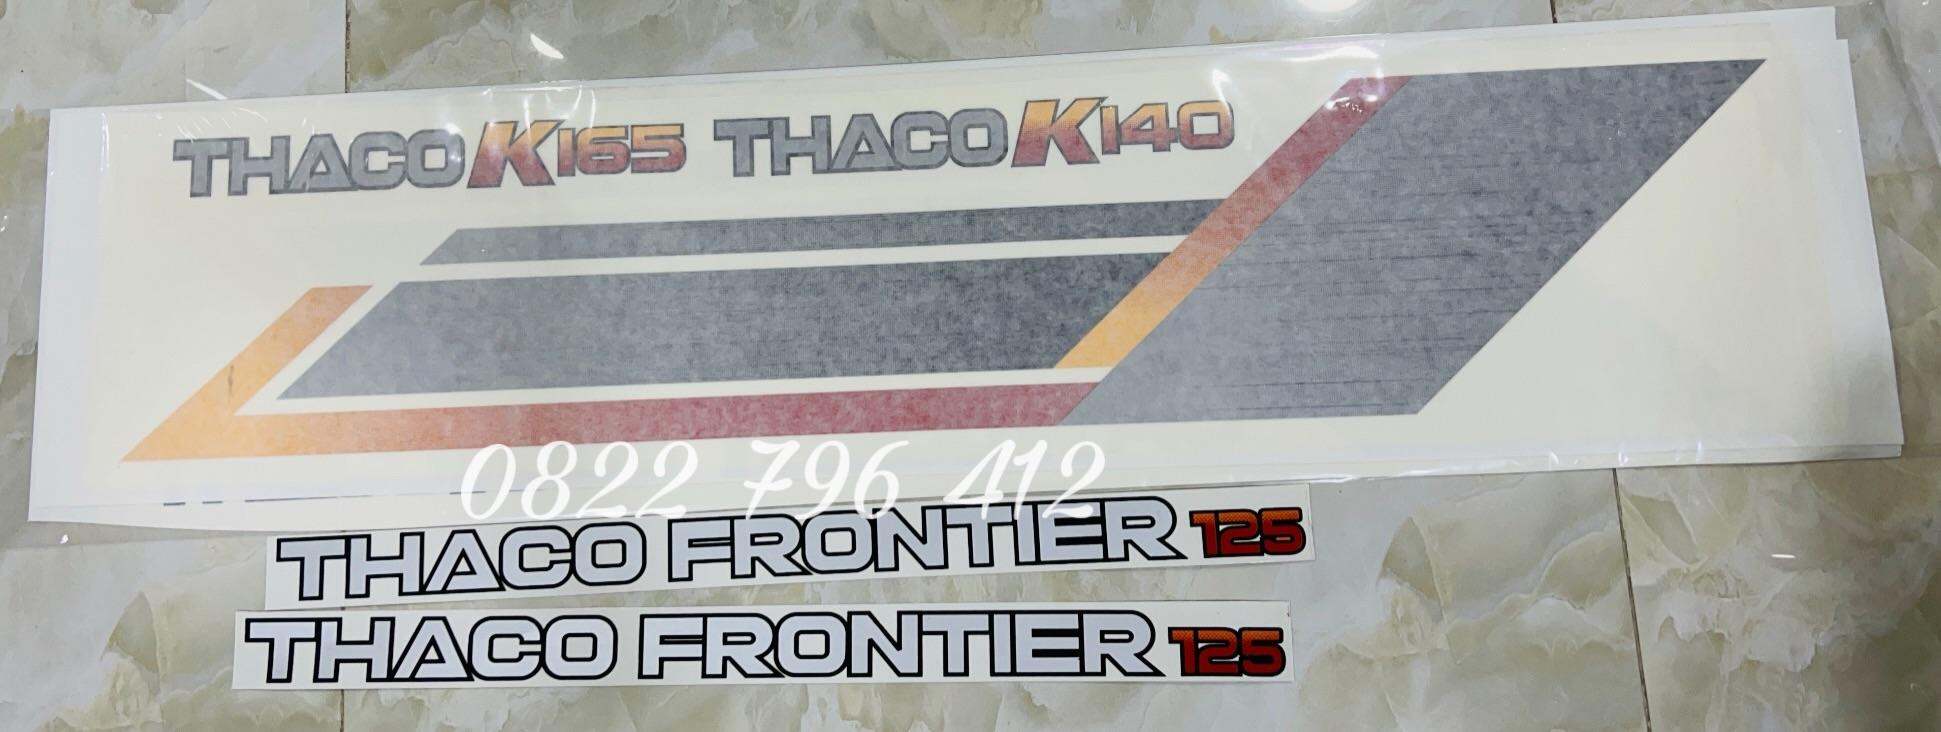 THACO K165 THACO K140
0822 796 412
THACO FRONTIER 125
THACO FRONTIER 125